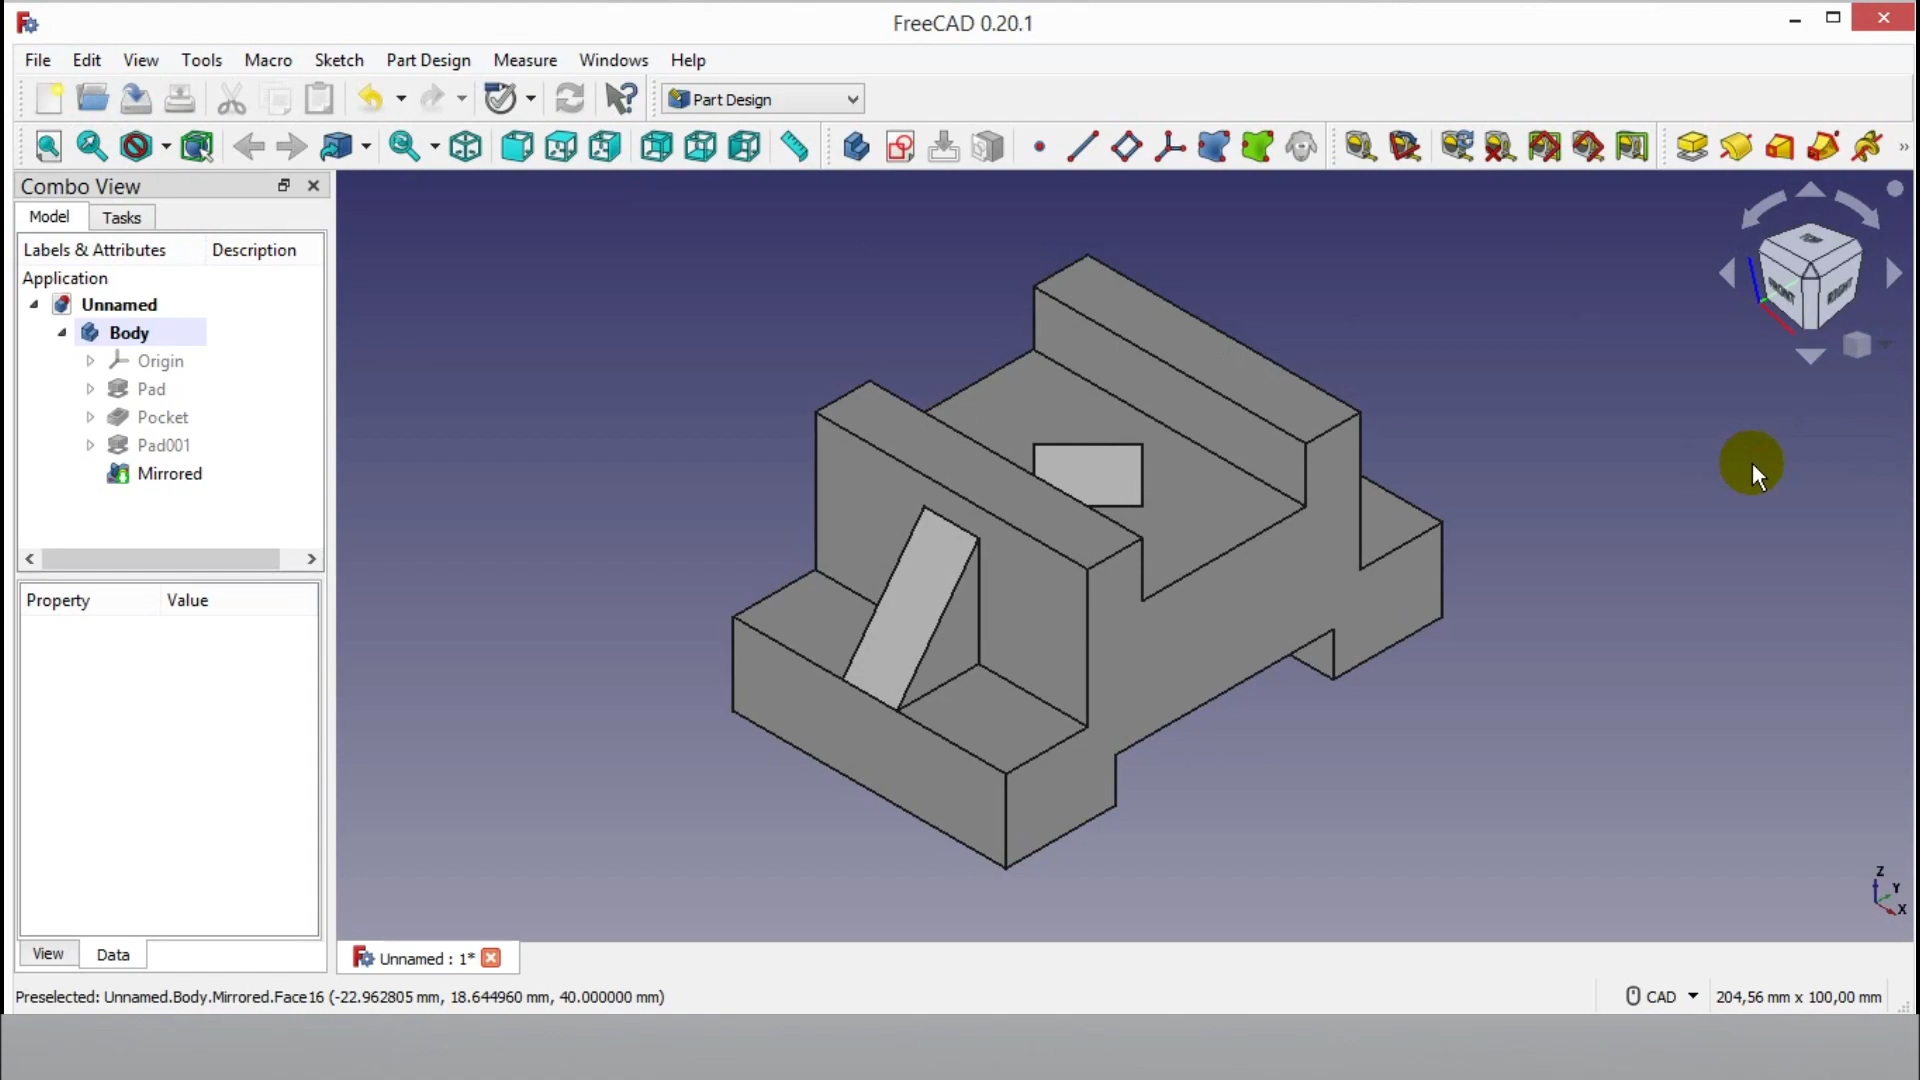 FreeCAD 0.20.1
File Edit View Tools Macro Sketch Part Design Measure Windows Help
Part Design
Combo View
Model Tasks
Labels & Attributes Description
Application
Unnamed
Body
Origin
Pad
Pocket
Pad001
Mirrored
Property Value
View Data
TOP
FRONT RIGHT
Z
Y
X
Unnamed : 1*
Preselected: Unnamed.Body.Mirrored.Face16 (-22.962805 mm, 18.644960 mm, 40.000000 mm)
CAD 204,56 mm x 100,00 mm